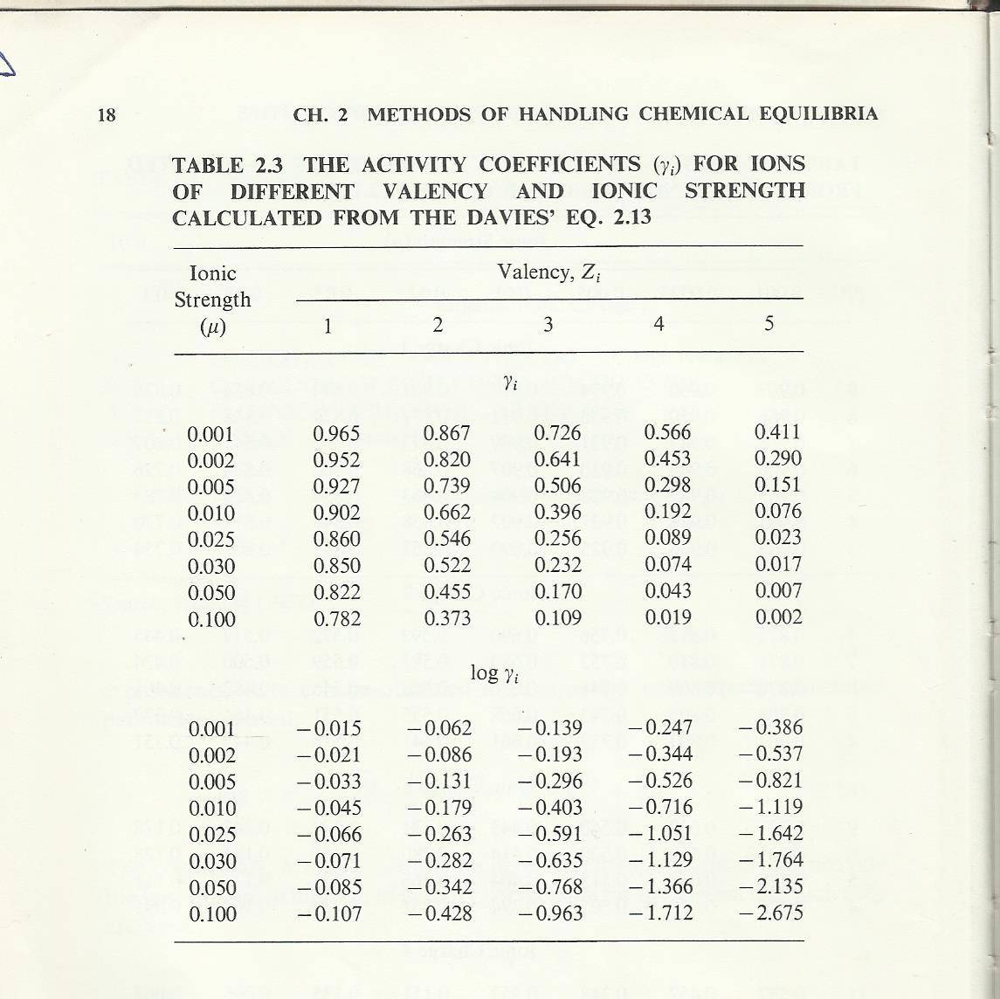 18 CH. 2 METHODS OF HANDLING CHEMICAL EQUILIBRIA
TABLE 2.3 THE ACTIVITY COEFFICIENTS (γi) FOR IONS
OF DIFFERENT VALENCY AND IONIC STRENGTH
CALCULATED FROM THE DAVIES' EQ. 2.13
Ionic Valency, Zi
Strength
(μ) 1 2 3 4 5
γi
0.001 0.965 0.867 0.726 0.566 0.411
0.002 0.952 0.820 0.641 0.453 0.290
0.005 0.927 0.739 0.506 0.298 0.151
0.010 0.902 0.662 0.396 0.192 0.076
0.025 0.860 0.546 0.256 0.089 0.023
0.030 0.850 0.522 0.232 0.074 0.017
0.050 0.822 0.455 0.170 0.043 0.007
0.100 0.782 0.373 0.109 0.019 0.002
log γi
0.001 −0.015 −0.062 −0.139 −0.247 −0.386
0.002 −0.021 −0.086 −0.193 −0.344 −0.537
0.005 −0.033 −0.131 −0.296 −0.526 −0.821
0.010 −0.045 −0.179 −0.403 −0.716 −1.119
0.025 −0.066 −0.263 −0.591 −1.051 −1.642
0.030 −0.071 −0.282 −0.635 −1.129 −1.764
0.050 −0.085 −0.342 −0.768 −1.366 −2.135
0.100 −0.107 −0.428 −0.963 −1.712 −2.675